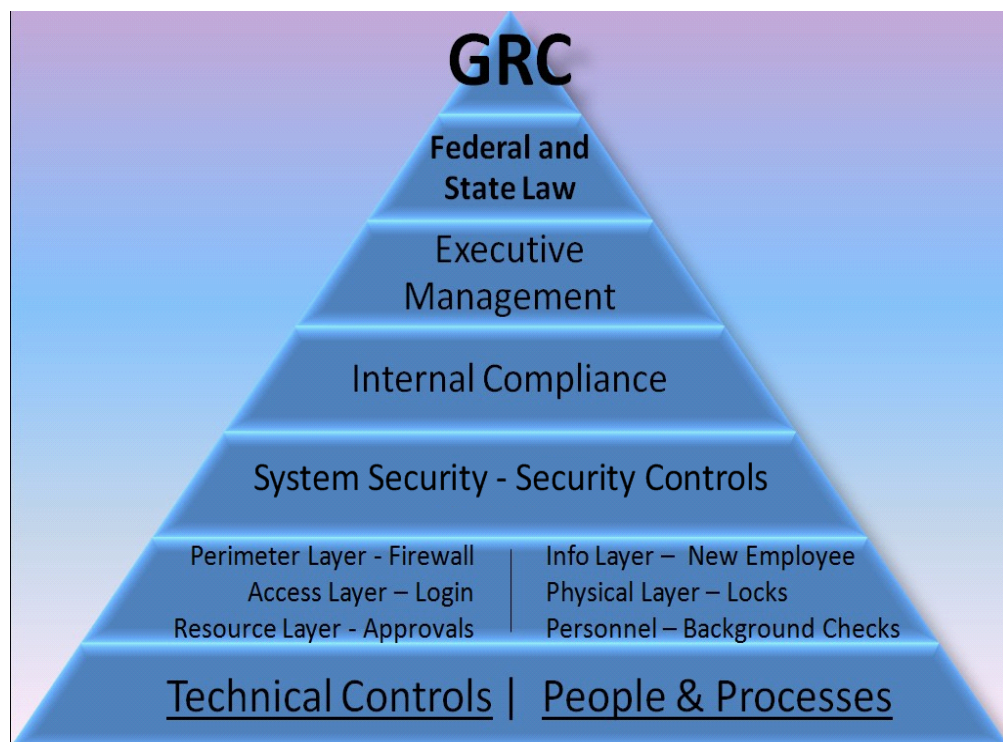 GRC
Federal and
State Law
Executive
Management
Internal Compliance
System Security - Security Controls
Perimeter Layer - Firewall
Access Layer – Login
Resource Layer - Approvals
Info Layer – New Employee
Physical Layer – Locks
Personnel – Background Checks
Technical Controls | People & Processes